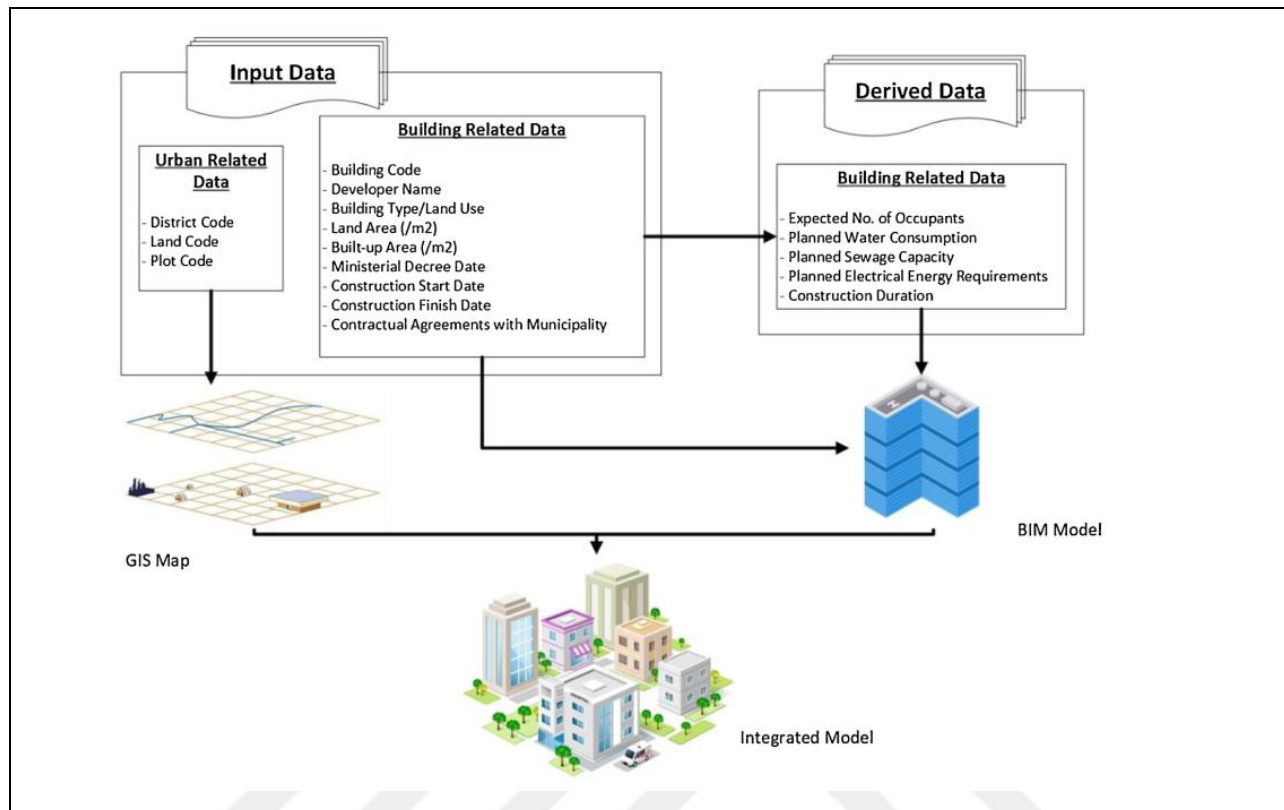 Input Data
Urban Related
Data
- District Code
- Land Code
- Plot Code
Building Related Data
- Building Code
- Developer Name
- Building Type/Land Use
- Land Area (/m2)
- Built-up Area (/m2)
- Ministerial Decree Date
- Construction Start Date
- Construction Finish Date
- Contractual Agreements with Municipality
Derived Data
Building Related Data
- Expected No. of Occupants
- Planned Water Consumption
- Planned Sewage Capacity
- Planned Electrical Energy Requirements
- Construction Duration
GIS Map
BIM Model
Integrated Model